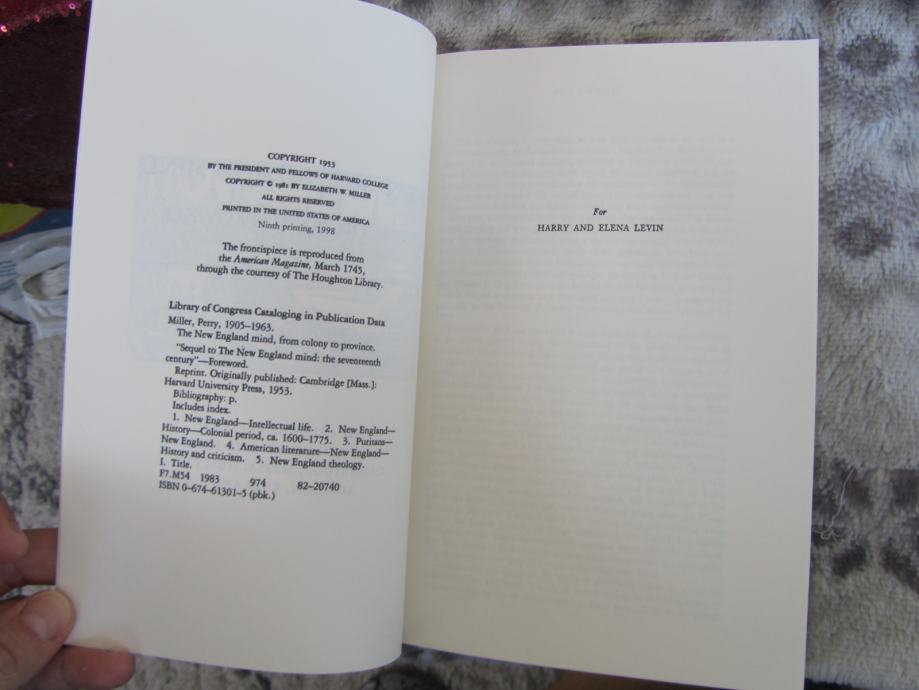 COPYRIGHT 1953
BY THE PRESIDENT AND FELLOWS OF HARVARD COLLEGE
COPYRIGHT © 1981 BY ELIZABETH W. MILLER
ALL RIGHTS RESERVED
PRINTED IN THE UNITED STATES OF AMERICA
Ninth printing, 1998
The frontispiece is reproduced from
the American Magazine, March 1745,
through the courtesy of The Houghton Library.
Library of Congress Cataloging in Publication Data
Miller, Perry, 1905–1963.
The New England mind, from colony to province.
"Sequel to The New England mind: the seventeenth
century"—Foreword.
Reprint. Originally published: Cambridge [Mass.]:
Harvard University Press, 1953.
Bibliography: p.
Includes index.
1. New England—Intellectual life. 2. New England—
History—Colonial period, ca. 1600–1775. 3. Puritans—
New England. 4. American literature—New England—
History and criticism. 5. New England theology.
I. Title.
F7.M54 1983 974 82–20740
ISBN 0–674–61301–5 (pbk.)
For
HARRY AND ELENA LEVIN